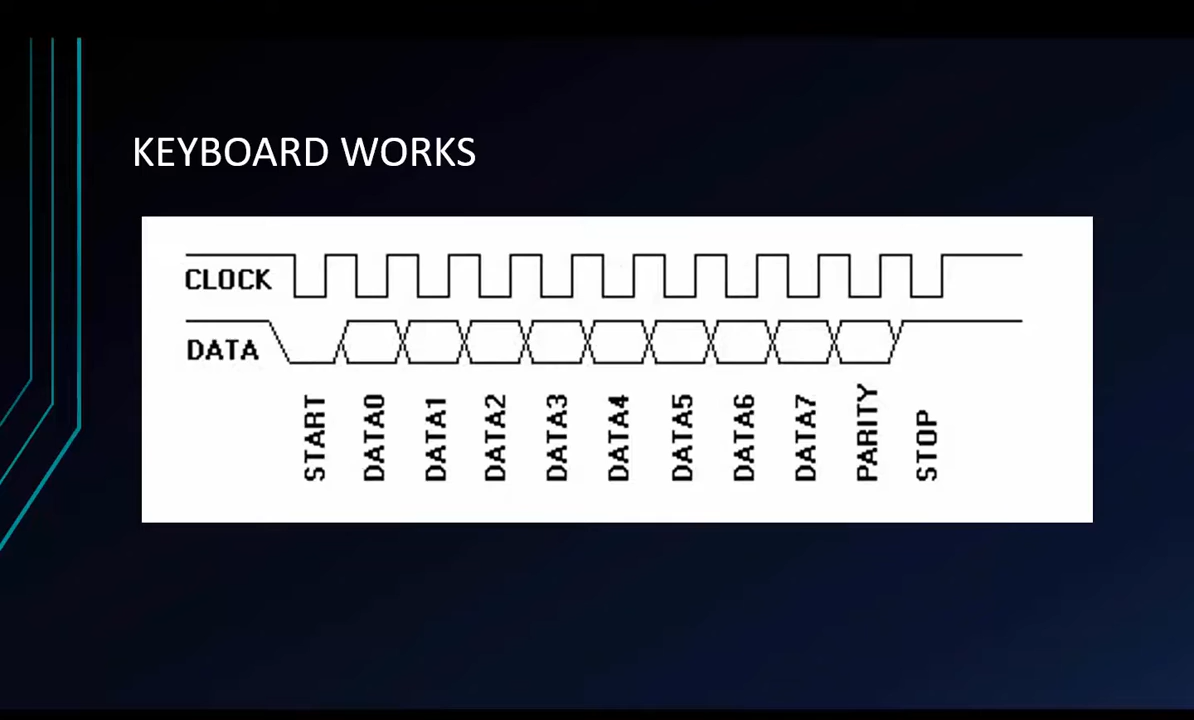 KEYBOARD WORKS
CLOCK
DATA
START
DATA0
DATA1
DATA2
DATA3
DATA4
DATA5
DATA6
DATA7
PARITY
STOP